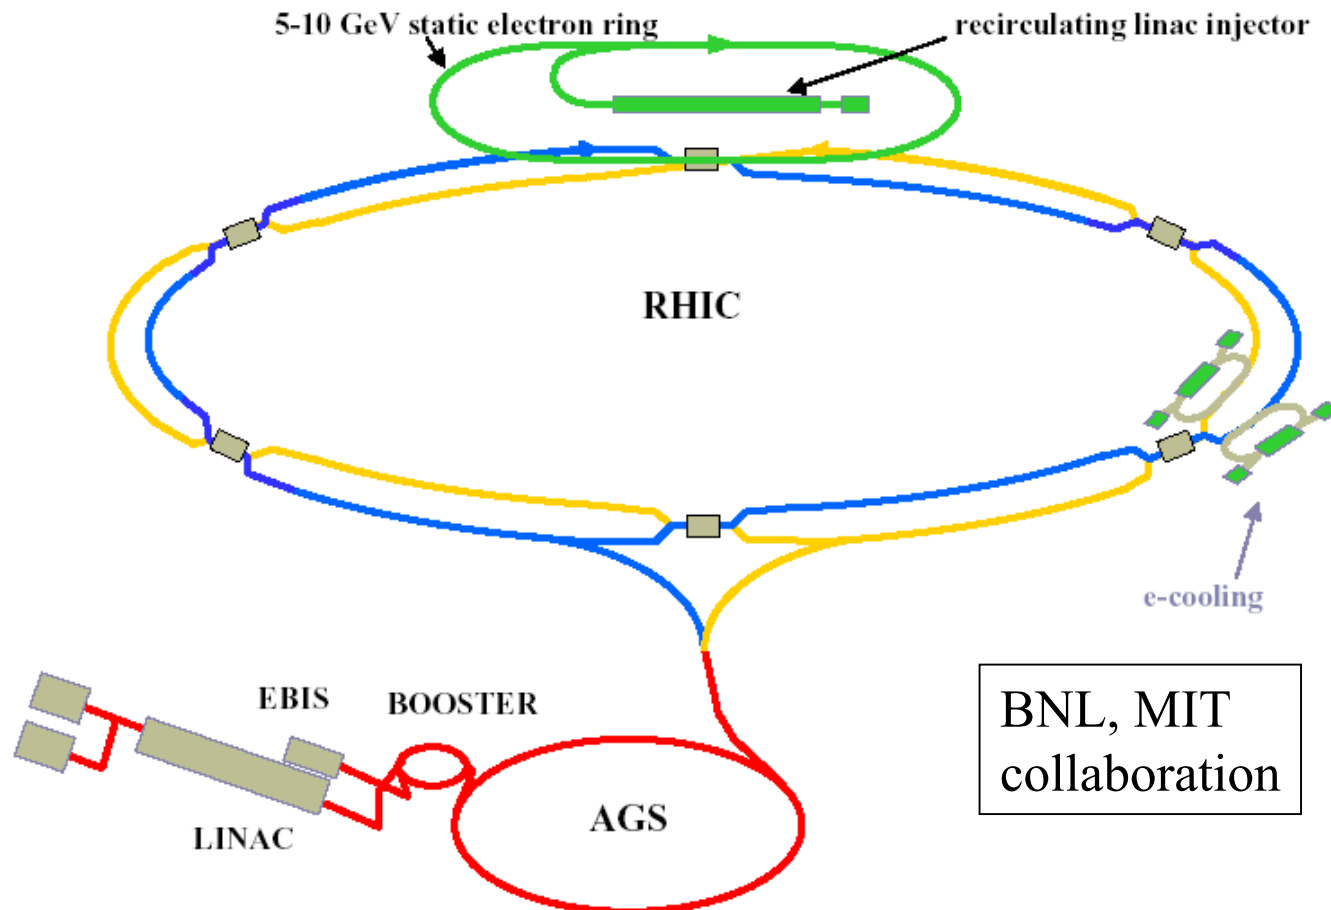 5-10 GeV static electron ring
recirculating linac injector
RHIC
e-cooling
EBIS
BOOSTER
BNL, MIT
collaboration
AGS
LINAC